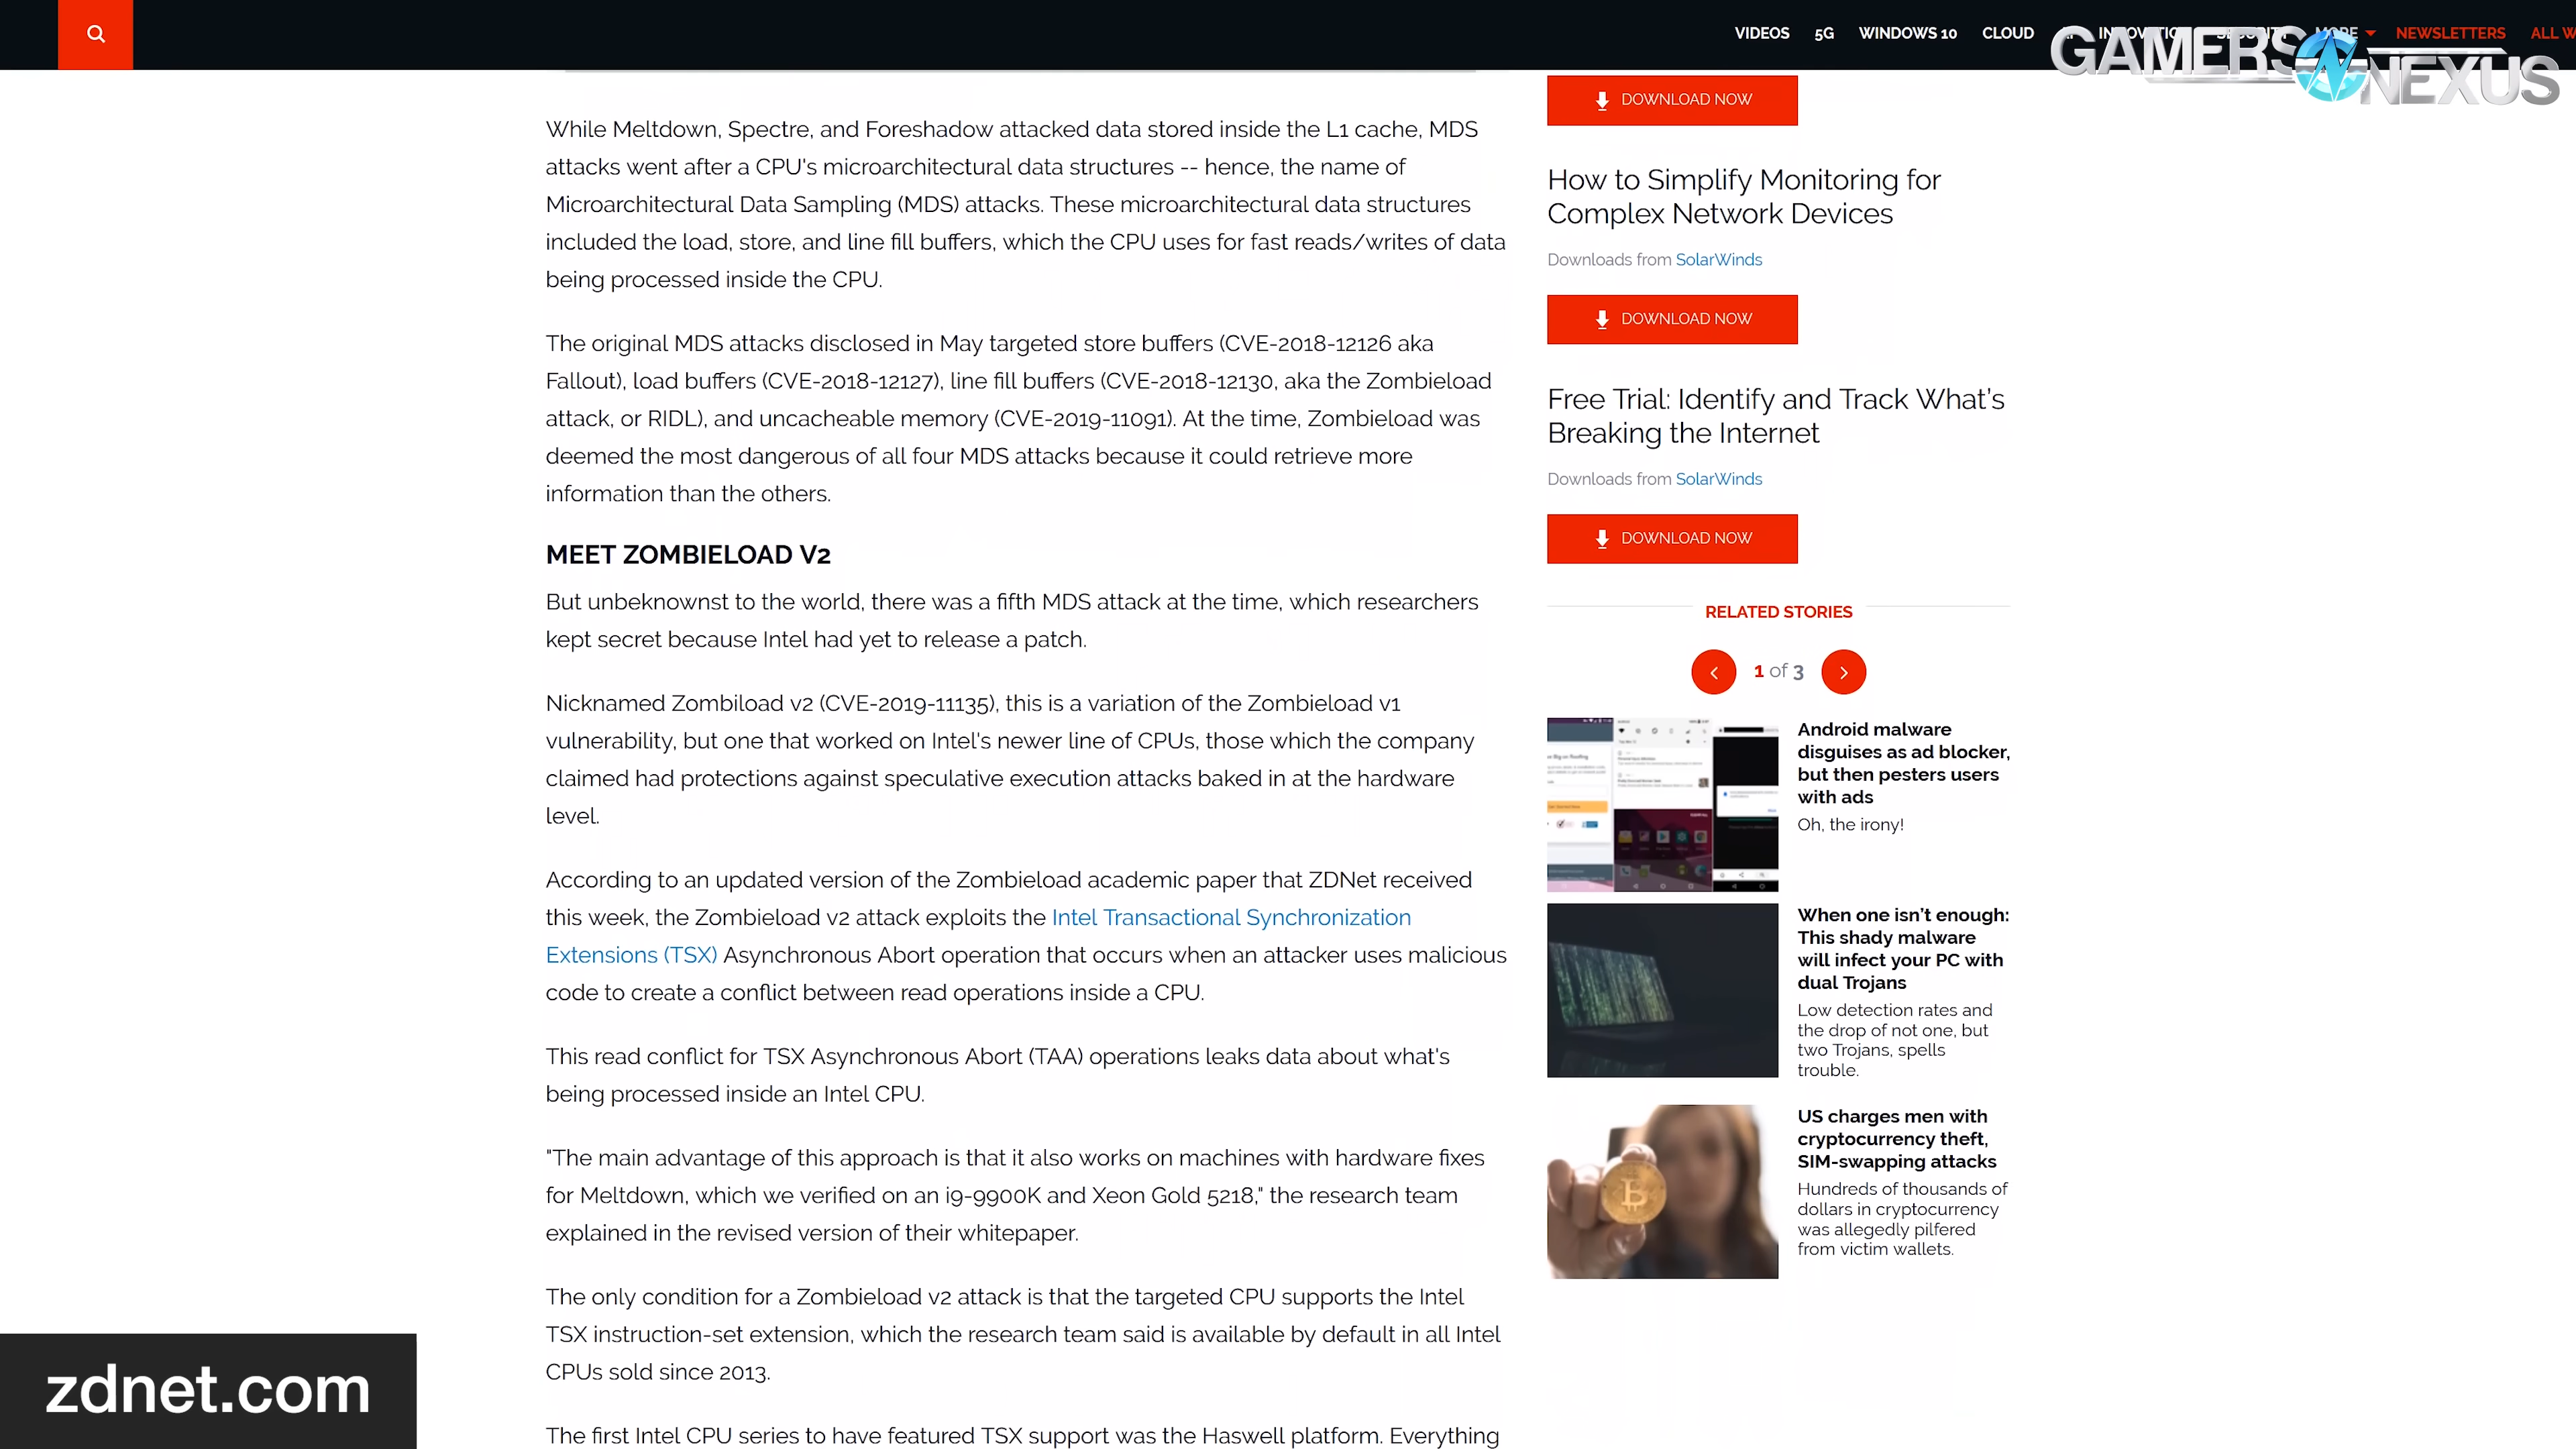 VIDEOS 5G WINDOWS 10 CLOUD MORE NEWSLETTERS ALL W
GAMERS NEXUS
While Meltdown, Spectre, and Foreshadow attacked data stored inside the L1 cache, MDS
attacks went after a CPU's microarchitectural data structures -- hence, the name of
Microarchitectural Data Sampling (MDS) attacks. These microarchitectural data structures
included the load, store, and line fill buffers, which the CPU uses for fast reads/writes of data
being processed inside the CPU.
The original MDS attacks disclosed in May targeted store buffers (CVE-2018-12126 aka
Fallout), load buffers (CVE-2018-12127), line fill buffers (CVE-2018-12130, aka the Zombieload
attack, or RIDL), and uncacheable memory (CVE-2019-11091). At the time, Zombieload was
deemed the most dangerous of all four MDS attacks because it could retrieve more
information than the others.
MEET ZOMBIELOAD V2
But unbeknownst to the world, there was a fifth MDS attack at the time, which researchers
kept secret because Intel had yet to release a patch.
Nicknamed Zombiload v2 (CVE-2019-11135), this is a variation of the Zombieload v1
vulnerability, but one that worked on Intel's newer line of CPUs, those which the company
claimed had protections against speculative execution attacks baked in at the hardware
level.
According to an updated version of the Zombieload academic paper that ZDNet received
this week, the Zombieload v2 attack exploits the Intel Transactional Synchronization
Extensions (TSX) Asynchronous Abort operation that occurs when an attacker uses malicious
code to create a conflict between read operations inside a CPU.
This read conflict for TSX Asynchronous Abort (TAA) operations leaks data about what's
being processed inside an Intel CPU.
"The main advantage of this approach is that it also works on machines with hardware fixes
for Meltdown, which we verified on an i9-9900K and Xeon Gold 5218," the research team
explained in the revised version of their whitepaper.
The only condition for a Zombieload v2 attack is that the targeted CPU supports the Intel
TSX instruction-set extension, which the research team said is available by default in all Intel
CPUs sold since 2013.
The first Intel CPU series to have featured TSX support was the Haswell platform. Everything
DOWNLOAD NOW
How to Simplify Monitoring for
Complex Network Devices
Downloads from SolarWinds
DOWNLOAD NOW
Free Trial: Identify and Track What's
Breaking the Internet
Downloads from SolarWinds
DOWNLOAD NOW
RELATED STORIES
1 of 3
Android malware
disguises as ad blocker,
but then pesters users
with ads
Oh, the irony!
When one isn't enough:
This shady malware
will infect your PC with
dual Trojans
Low detection rates and
the drop of not one, but
two Trojans, spells
trouble.
US charges men with
cryptocurrency theft,
SIM-swapping attacks
Hundreds of thousands of
dollars in cryptocurrency
was allegedly pilfered
from victim wallets.
zdnet.com